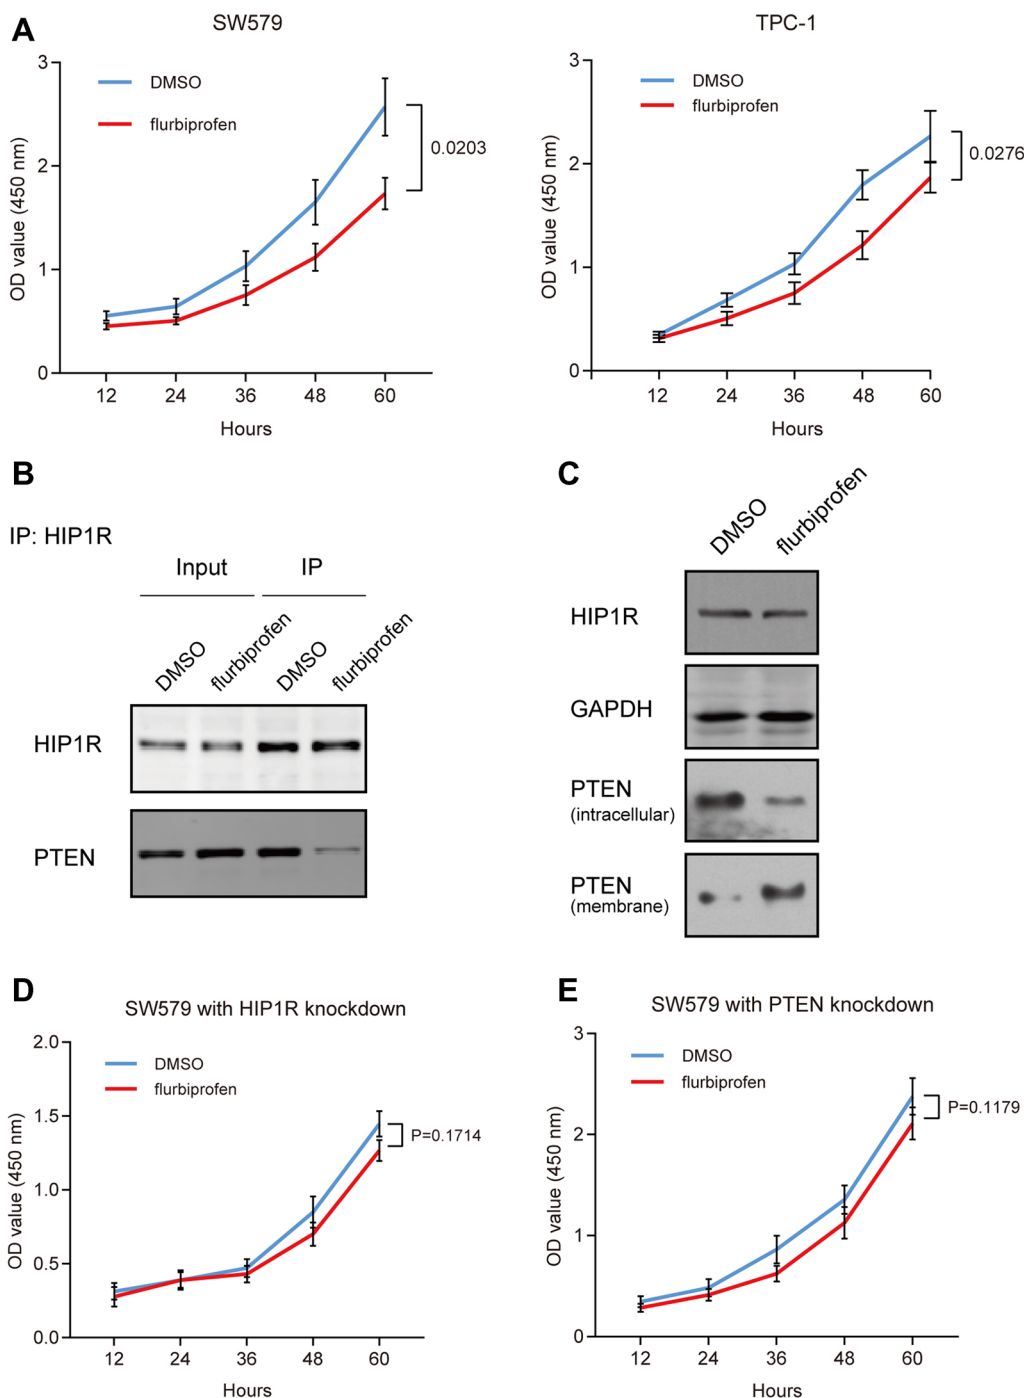 A
SW579
3
2
1
0
OD value (450 nm)
DMSO
flurbiprofen
0.0203
12 24 36 48 60
Hours
TPC-1
3
2
1
0
OD value (450 nm)
DMSO
flurbiprofen
0.0276
12 24 36 48 60
Hours
B
IP: HIP1R
Input IP
DMSO flurbiprofen DMSO flurbiprofen
HIP1R
PTEN
C
DMSO flurbiprofen
HIP1R
GAPDH
PTEN
(intracellular)
PTEN
(membrane)
D
SW579 with HIP1R knockdown
2.0
1.5
1.0
0.5
0.0
OD value (450 nm)
DMSO
flurbiprofen
P=0.1714
12 24 36 48 60
Hours
E
SW579 with PTEN knockdown
3
2
1
0
OD value (450 nm)
DMSO
flurbiprofen
P=0.1179
12 24 36 48 60
Hours